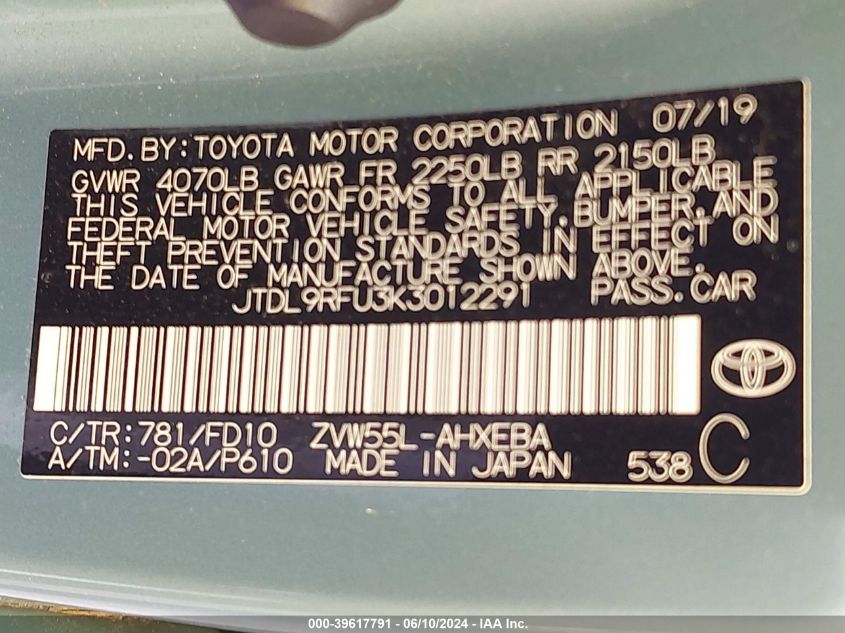 MFD. BY: TOYOTA MOTOR CORPORATION 07/19
GVWR 4070LB GAWR FR 2250LB RR 2150LB
THIS VEHICLE CONFORMS TO ALL APPLICABLE
FEDERAL MOTOR VEHICLE SAFETY, BUMPER, AND
THEFT PREVENTION STANDARDS IN EFFECT ON
THE DATE OF MANUFACTURE SHOWN ABOVE.
JTDL9RFU3K3012291 PASS. CAR
C/TR: 781/FD10 ZVW55L-AHXEBA
A/TM: -02A/P610 MADE IN JAPAN 538 C
000-39617791 - 06/10/2024 - IAA Inc.